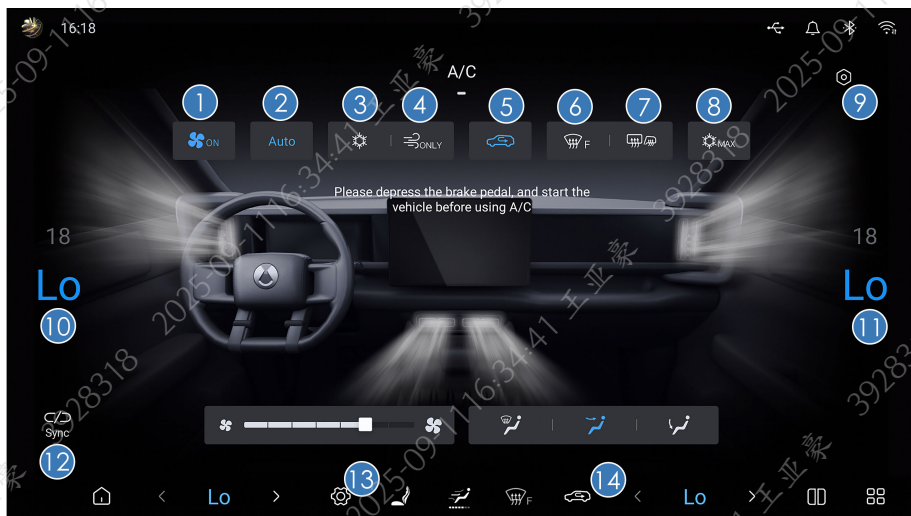 16:18
A/C
1
2
3
4
5
6
7
8
9
ON
Auto
ONLY
F
MAX
Please depress the brake pedal, and start the
vehicle before using A/C
18
18
Lo
Lo
10
11
Sync
12
13
14
Lo
F
Lo
3928318 2025-09-1116:34:41 王亚豪